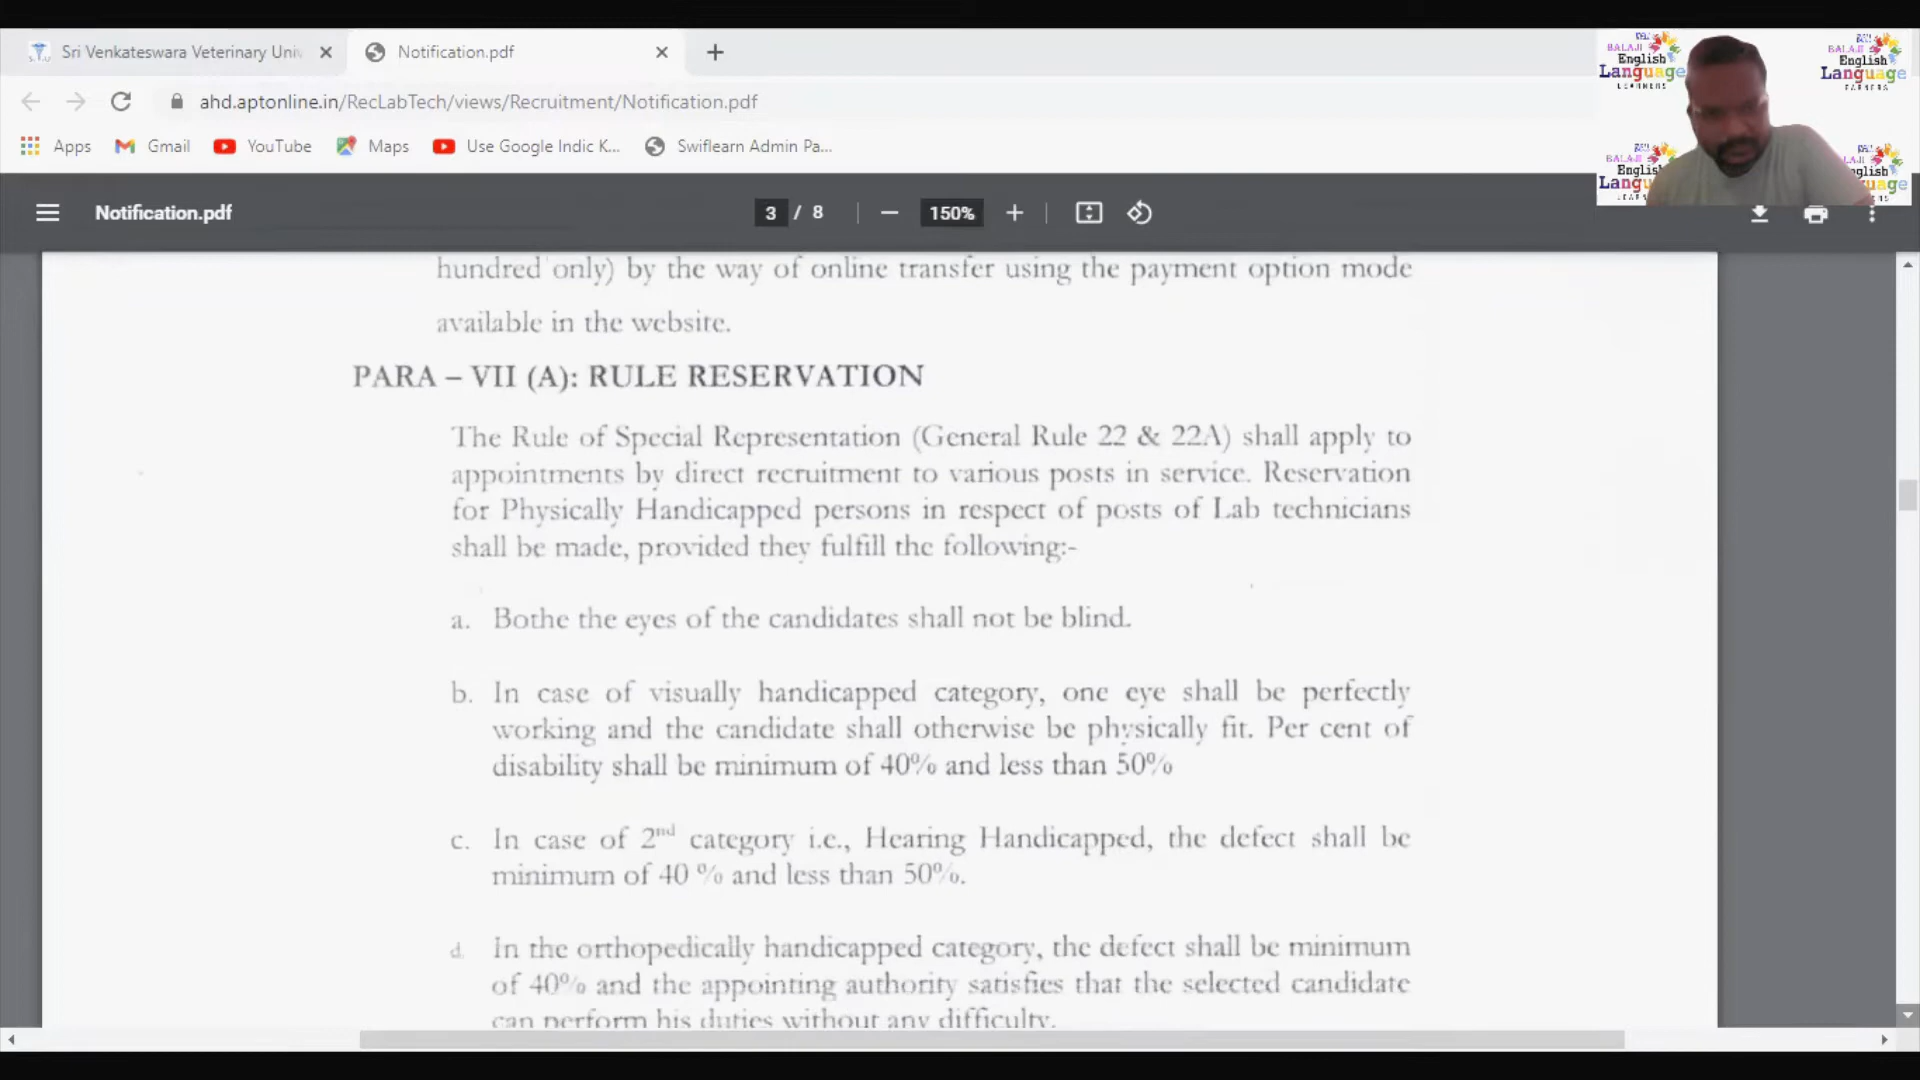 Sri Venkateswara Veterinary Univ
Notification.pdf
ahd.aptonline.in/RecLabTech/views/Recruitment/Notification.pdf
Apps Gmail YouTube Maps Use Google Indic K... Swiflearn Admin Pa...
BALAJI
English
Language
LEARNERS
BALAJI
English
Language
EARNERS
BALAJI
English
Langu
English
uage
Notification.pdf 3 / 8 150%
hundred only) by the way of online transfer using the payment option mode
available in the website.
PARA – VII (A): RULE RESERVATION
The Rule of Special Representation (General Rule 22 & 22A) shall apply to
appointments by direct recruitment to various posts in service. Reservation
for Physically Handicapped persons in respect of posts of Lab technicians
shall be made, provided they fulfill the following:-
a. Bothe the eyes of the candidates shall not be blind.
b. In case of visually handicapped category, one eye shall be perfectly
working and the candidate shall otherwise be physically fit. Per cent of
disability shall be minimum of 40% and less than 50%
c. In case of 2nd category i.e., Hearing Handicapped, the defect shall be
minimum of 40 % and less than 50%.
d. In the orthopedically handicapped category, the defect shall be minimum
of 40% and the appointing authority satisfies that the selected candidate
can perform his duties without any difficulty.